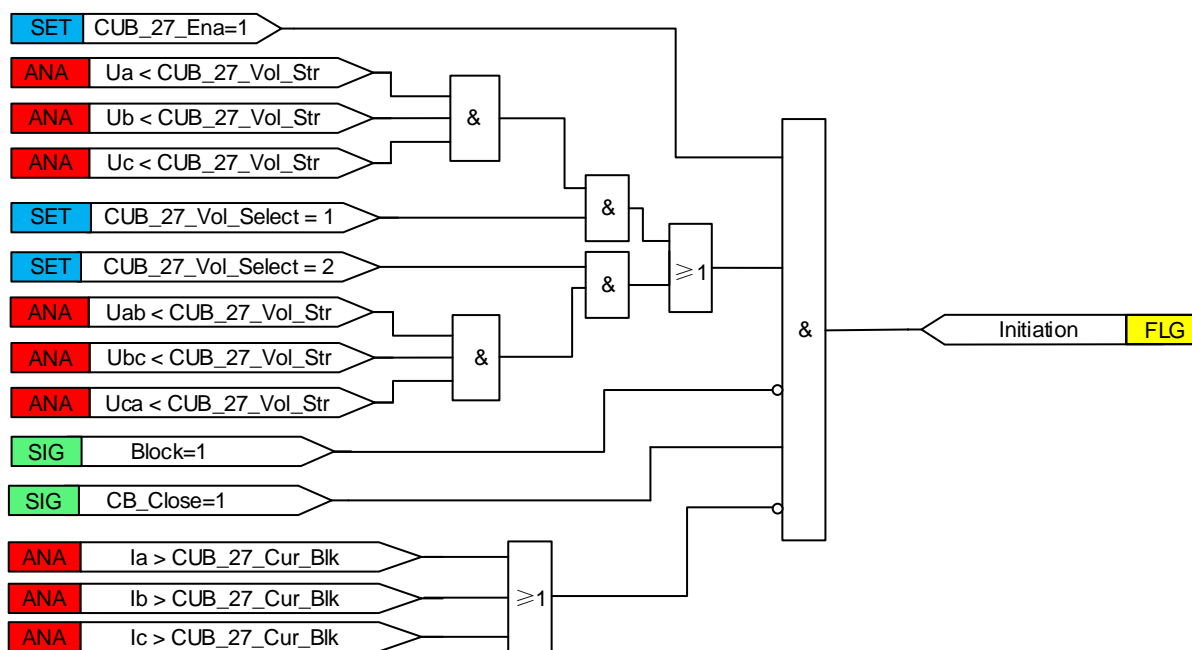 SET CUB_27_Ena=1
ANA Ua < CUB_27_Vol_Str
ANA Ub < CUB_27_Vol_Str
&
ANA Uc < CUB_27_Vol_Str
SET CUB_27_Vol_Select = 1
&
SET CUB_27_Vol_Select = 2
≥1
&
ANA Uab < CUB_27_Vol_Str
& Initiation FLG
ANA Ubc < CUB_27_Vol_Str
&
ANA Uca < CUB_27_Vol_Str
SIG Block=1
SIG CB_Close=1
ANA Ia > CUB_27_Cur_Blk
ANA Ib > CUB_27_Cur_Blk
≥1
ANA Ic > CUB_27_Cur_Blk